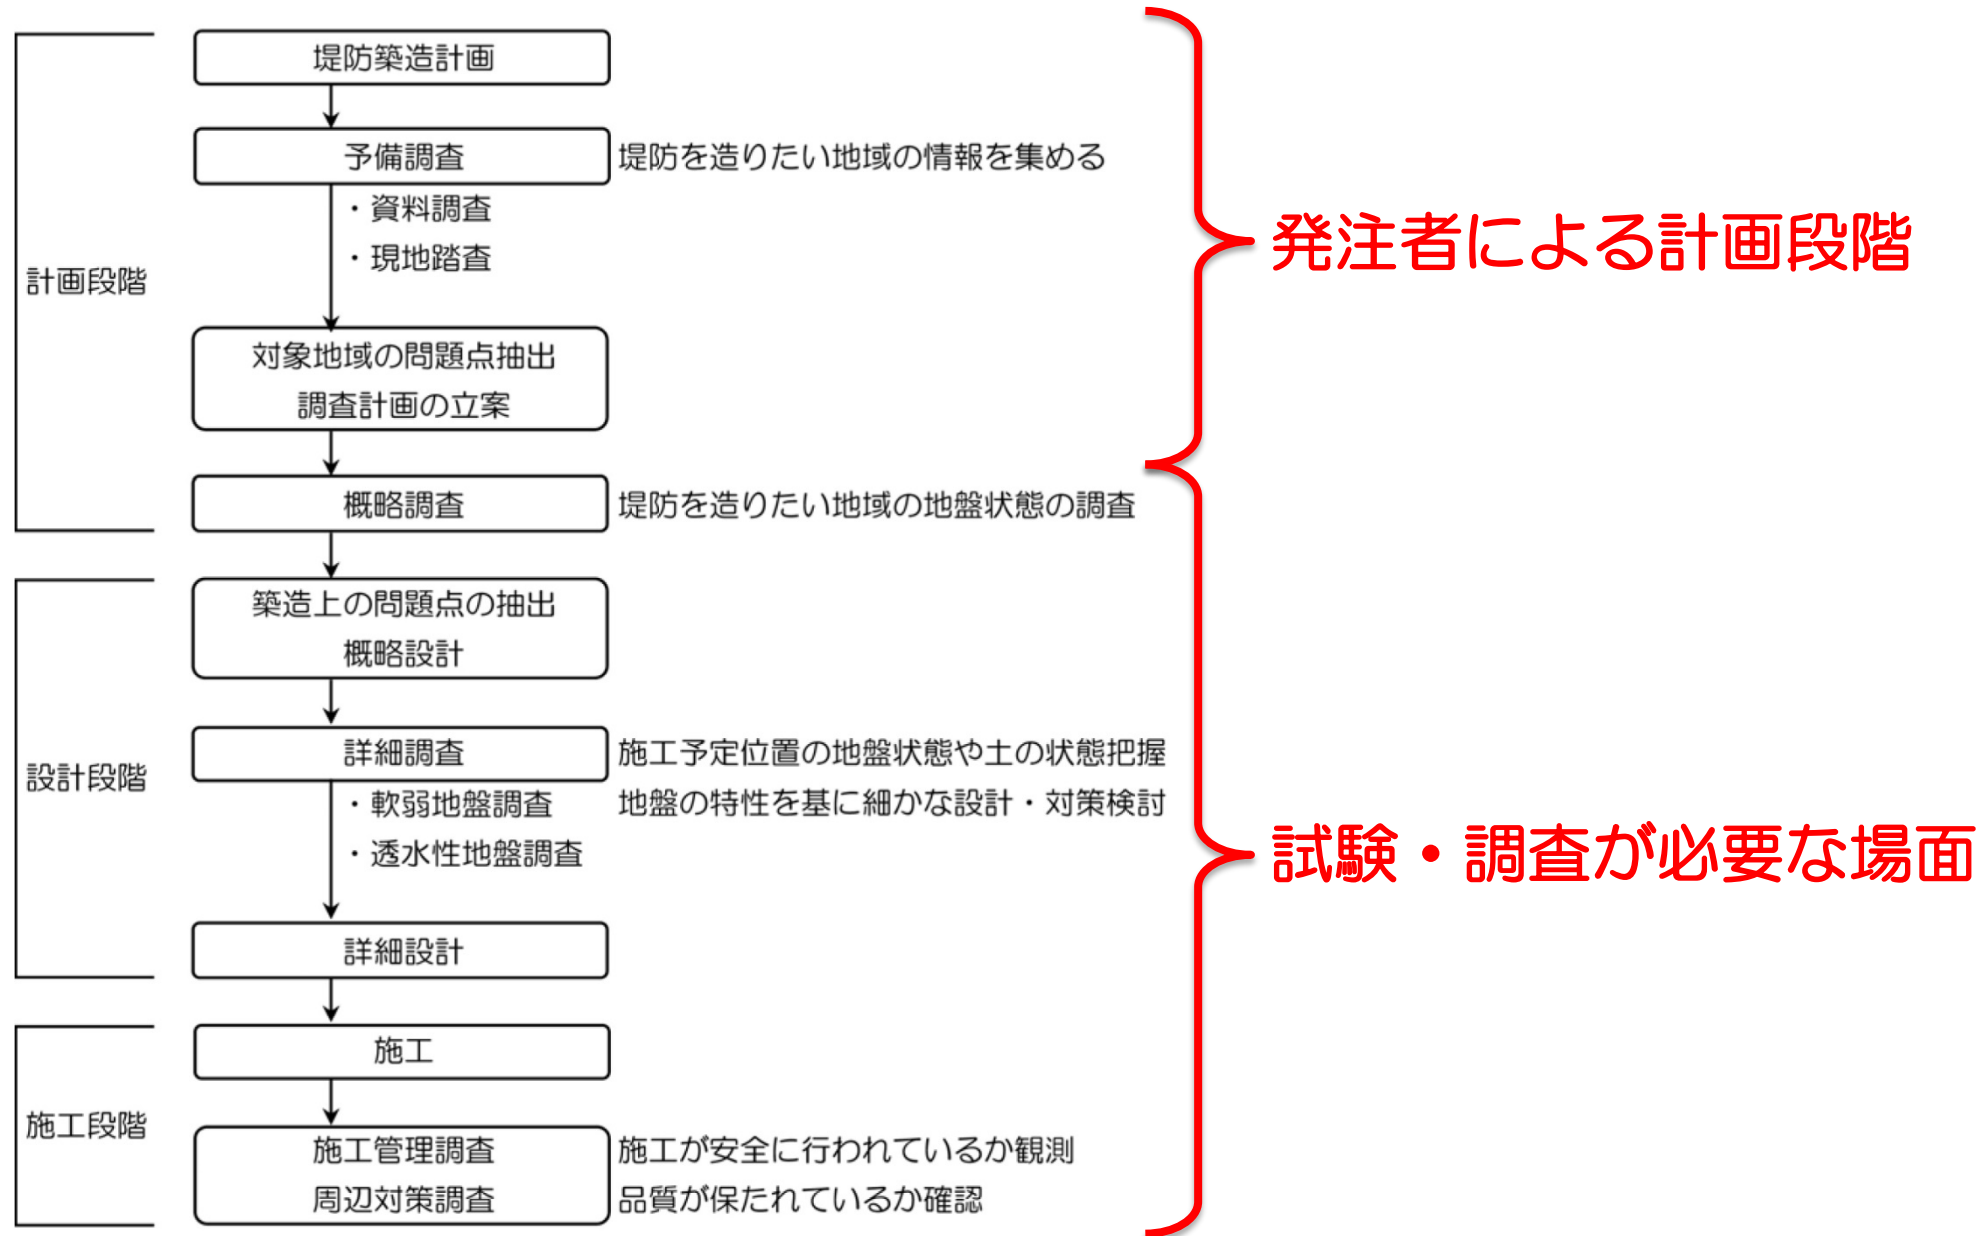 計画段階
堤防築造計画
予備調査
堤防を造りたい地域の情報を集める
・資料調査
・現地踏査
対象地域の問題点抽出
調査計画の立案
概略調査
堤防を造りたい地域の地盤状態の調査
設計段階
築造上の問題点の抽出
概略設計
詳細調査
施工予定位置の地盤状態や土の状態把握
地盤の特性を基に細かな設計・対策検討
・軟弱地盤調査
・透水性地盤調査
詳細設計
施工段階
施工
施工管理調査
周辺対策調査
施工が安全に行われているか観測
品質が保たれているか確認
発注者による計画段階
試験・調査が必要な場面